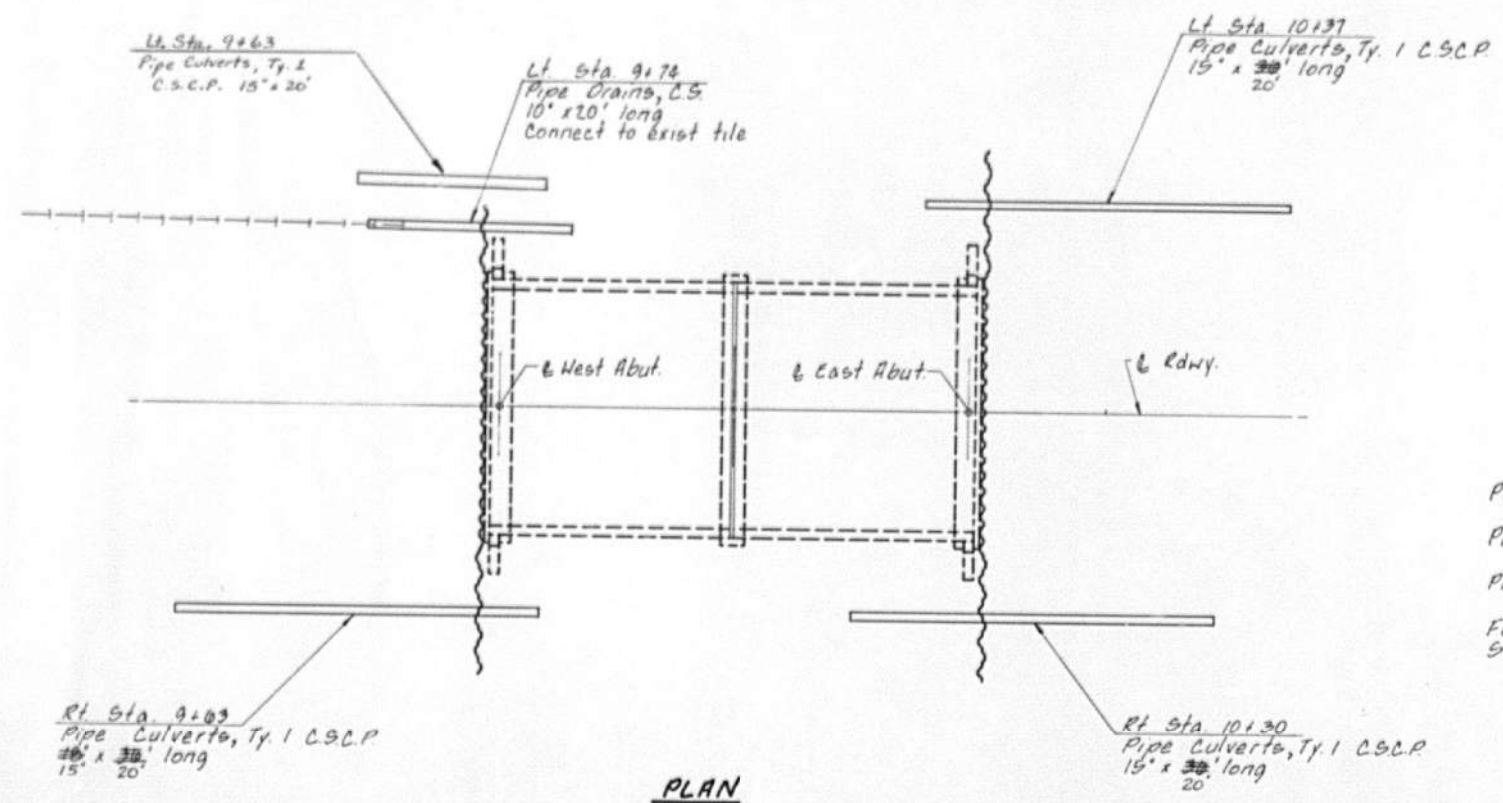 Lt. Sta. 9+63
Pipe Culverts, Ty. 1
C.S.C.P. 15" x 20'
Lt. Sta. 9+74
Pipe Drains, C.S.
10" x 20' long
Connect to exist tile
Lt Sta 10+37
Pipe Culverts, Ty. 1 C.S.C.P.
15" x 30' long
20'
℄ West Abut.
℄ East Abut.
℄ Rdwy.
Rt. Sta. 9+63
Pipe Culverts, Ty. 1 C.S.C.P.
x 30' long
15" 20'
Rt Sta. 10+30
Pipe Culverts, Ty. 1 C.S.C.P.
15" x 30' long
20'
PLAN